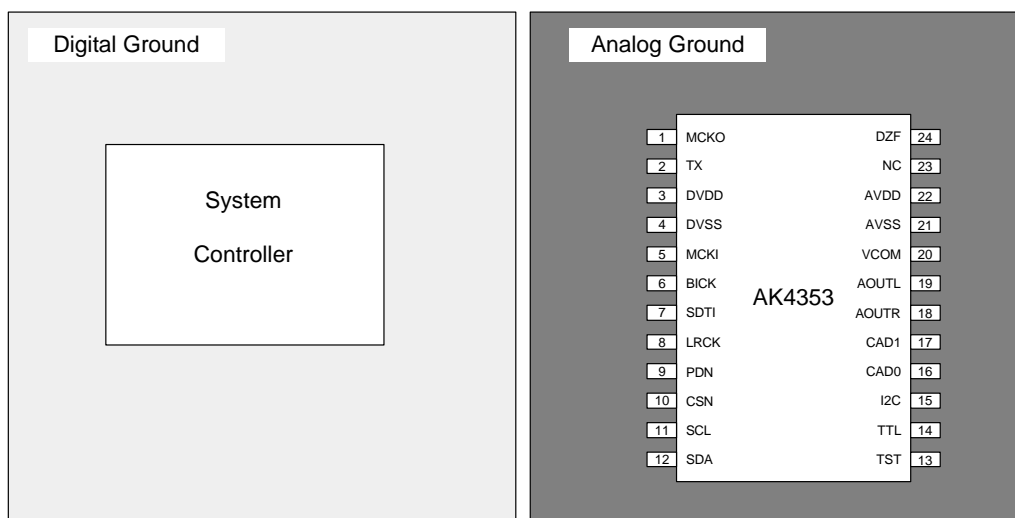 Digital Ground
System
Controller
Analog Ground
1 MCKO
2 TX
3 DVDD
4 DVSS
5 MCKI
6 BICK
7 SDTI
8 LRCK
9 PDN
10 CSN
11 SCL
12 SDA
AK4353
DZF 24
NC 23
AVDD 22
AVSS 21
VCOM 20
AOUTL 19
AOUTR 18
CAD1 17
CAD0 16
I2C 15
TTL 14
TST 13